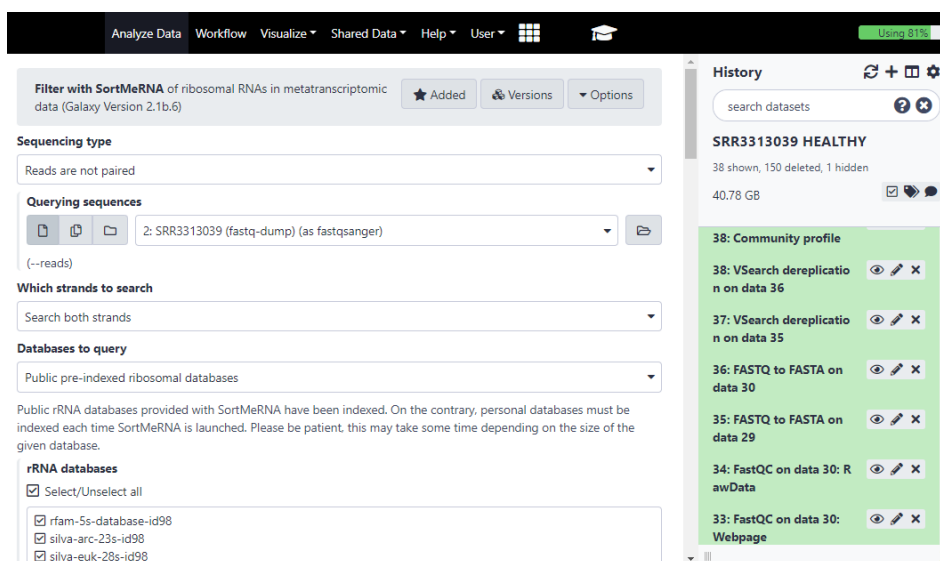 Analyze Data Workflow Visualize Shared Data Help User Using 81%
Filter with SortMeRNA of ribosomal RNAs in metatranscriptomic
data (Galaxy Version 2.1b.6)
Added Versions Options
Sequencing type
Reads are not paired
Querying sequences
2: SRR3313039 (fastq-dump) (as fastqsanger)
(--reads)
Which strands to search
Search both strands
Databases to query
Public pre-indexed ribosomal databases
Public rRNA databases provided with SortMeRNA have been indexed. On the contrary, personal databases must be
indexed each time SortMeRNA is launched. Please be patient, this may take some time depending on the size of the
given database.
rRNA databases
Select/Unselect all
rfam-5s-database-id98
silva-arc-23s-id98
silva-euk-28s-id98
History
search datasets
SRR3313039 HEALTHY
38 shown, 150 deleted, 1 hidden
40.78 GB
38: Community profile
38: VSearch dereplicatio
n on data 36
37: VSearch dereplicatio
n on data 35
36: FASTQ to FASTA on
data 30
35: FASTQ to FASTA on
data 29
34: FastQC on data 30: R
awData
33: FastQC on data 30:
Webpage